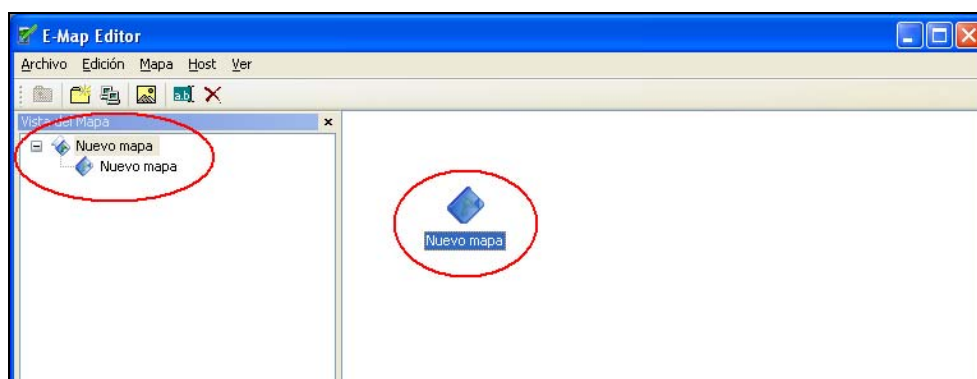 E-Map Editor
Archivo Edición Mapa Host Ver
Vista del Mapa
Nuevo mapa
Nuevo mapa
Nuevo mapa